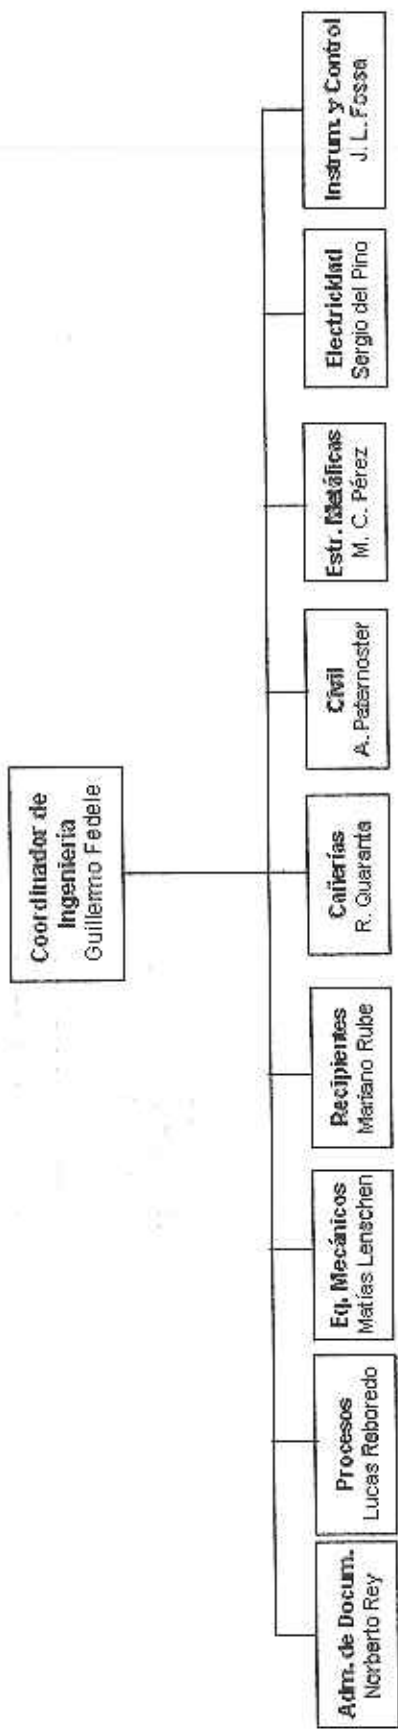 Coordinador de
Ingeniería
Guillermo Fedele
Adm. de Docum.
Norberto Rey
Procesos
Lucas Reboredo
Eq. Mecánicos
Matías Lenschen
Recipientes
Mariano Rube
Cañerías
R. Quaranta
Civil
A. Paternoster
Estr. Metálicas
M. C. Pérez
Electricidad
Sergio del Pino
Instrum. y Control
J. L. Fossa